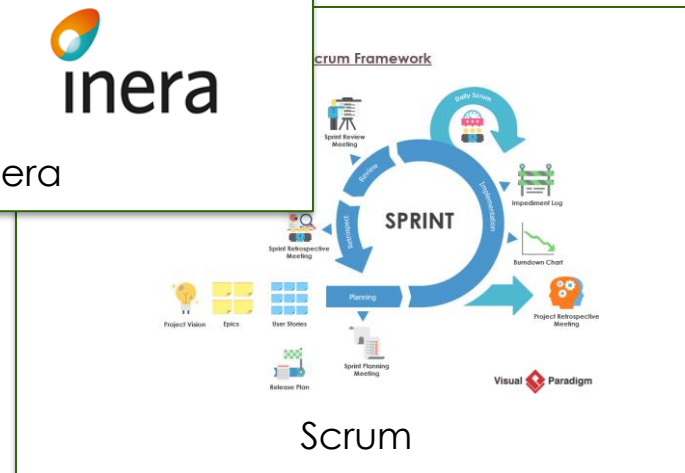 inera
era
crum Framework
Daily Scrum
Sprint Review
Meeting
Review
Implementation
Impediment Log
SPRINT
Retrospect
Sprint Retrospective
Meeting
Burndown Chart
Planning
Project Vision
Epics
User Stories
Project Retrospective
Meeting
Sprint Planning
Meeting
Release Plan
Visual Paradigm
Scrum